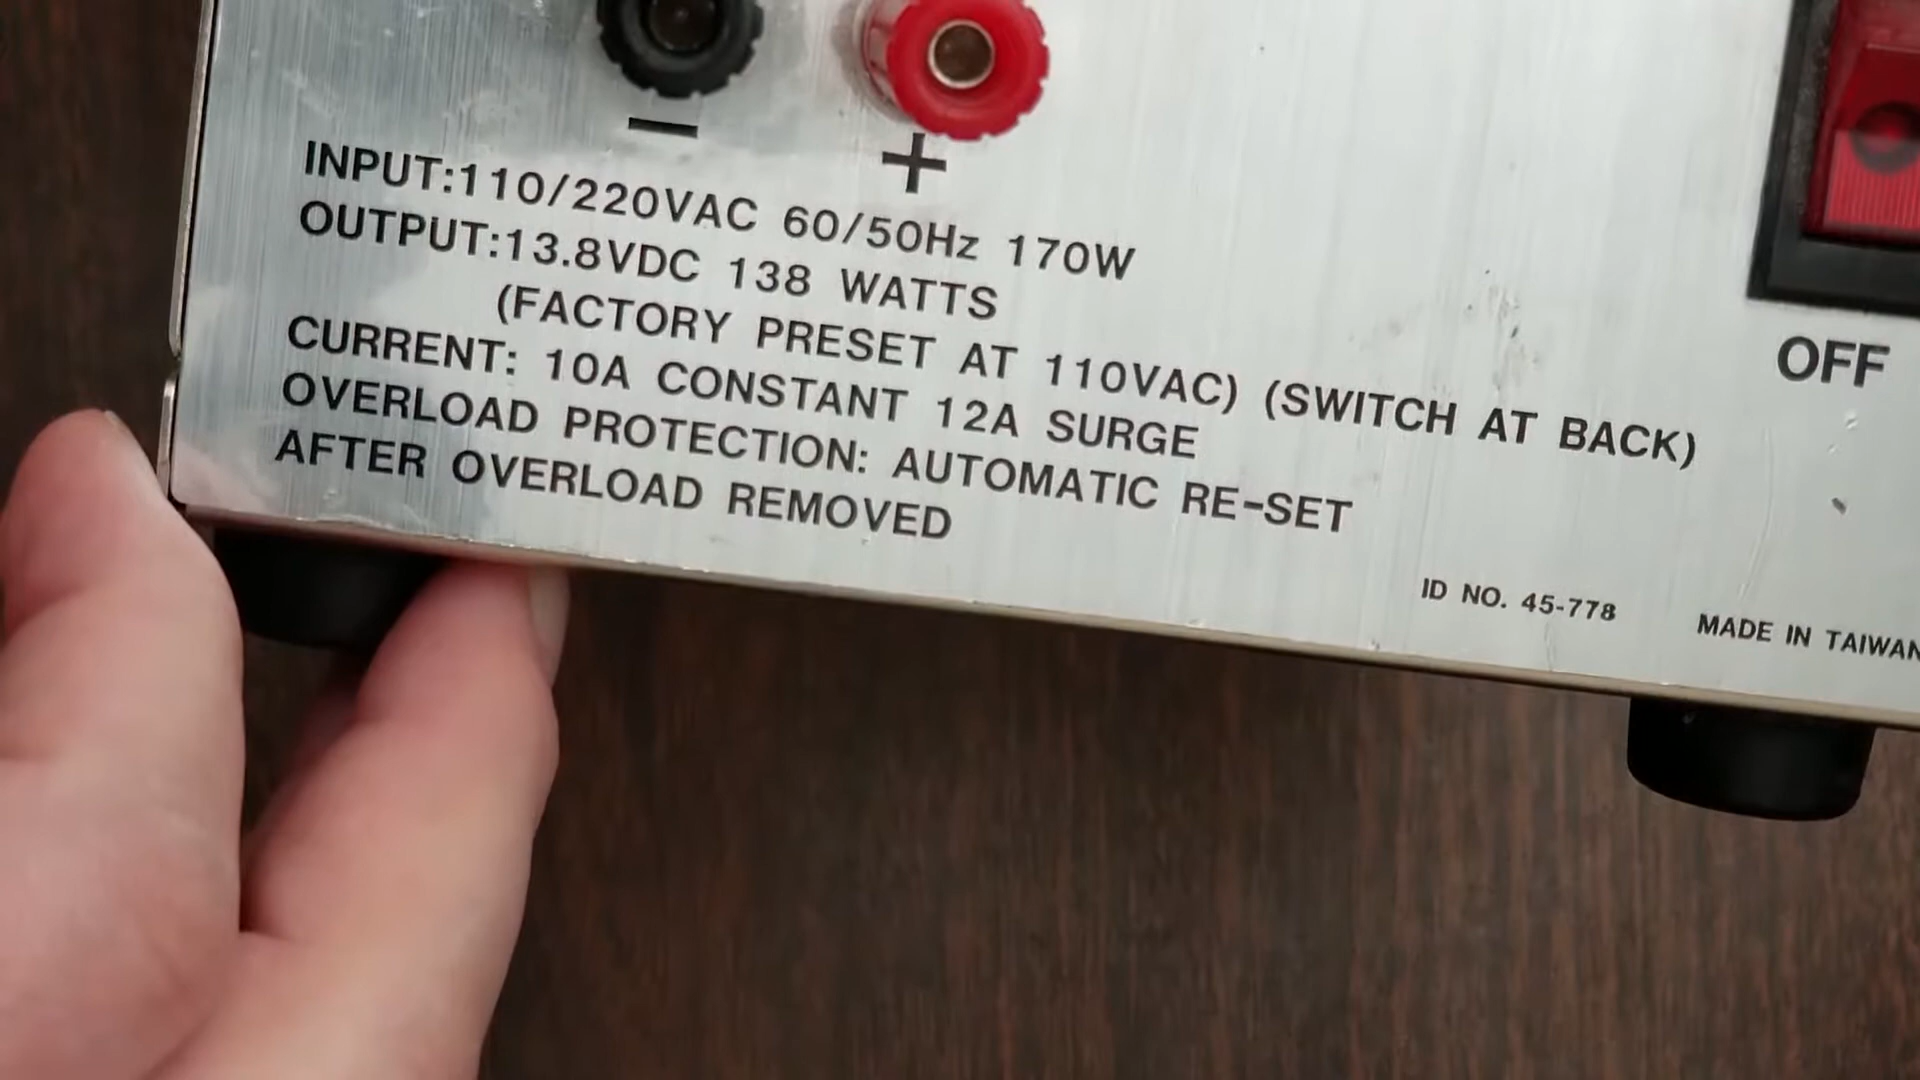 INPUT:110/220VAC 60/50Hz 170W
OUTPUT:13.8VDC 138 WATTS
(FACTORY PRESET AT 110VAC) (SWITCH AT BACK)
CURRENT: 10A CONSTANT 12A SURGE
OVERLOAD PROTECTION: AUTOMATIC RE-SET
AFTER OVERLOAD REMOVED
− +
OFF
ID NO. 45-778
MADE IN TAIWAN